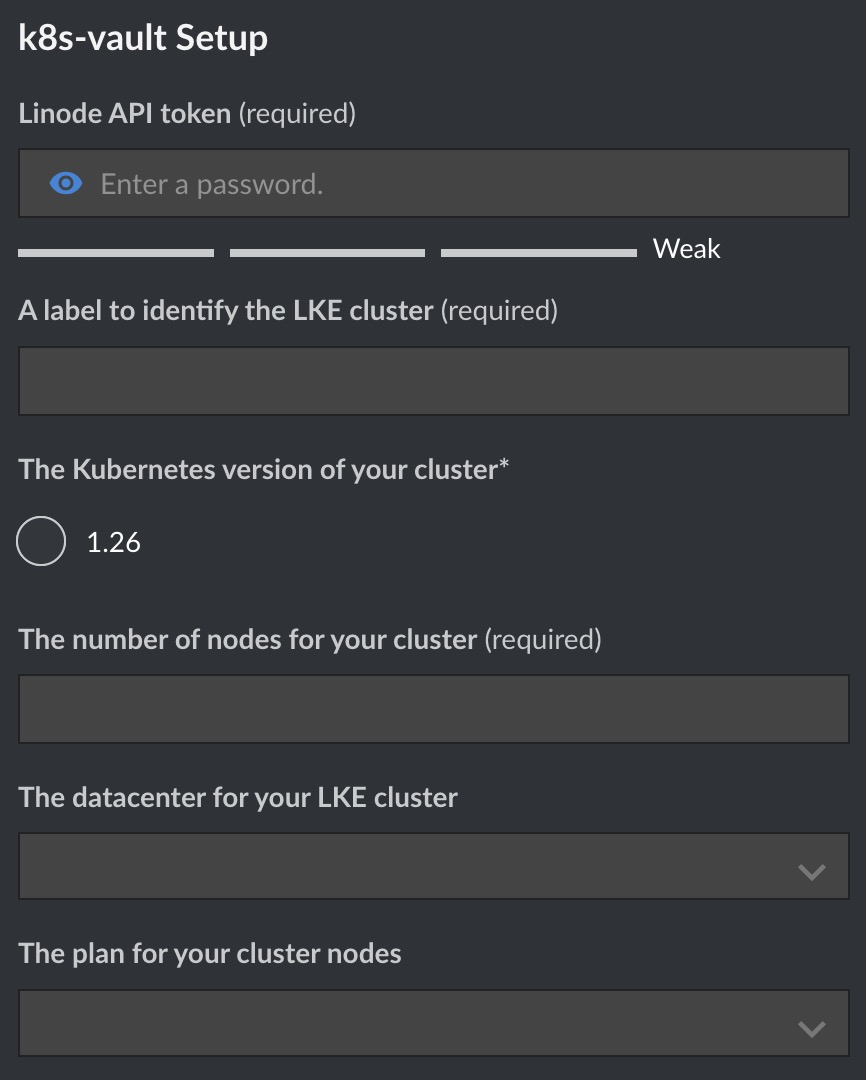 k8s-vault Setup
Linode API token (required)
Enter a password.
Weak
A label to identify the LKE cluster (required)
The Kubernetes version of your cluster*
1.26
The number of nodes for your cluster (required)
The datacenter for your LKE cluster
The plan for your cluster nodes